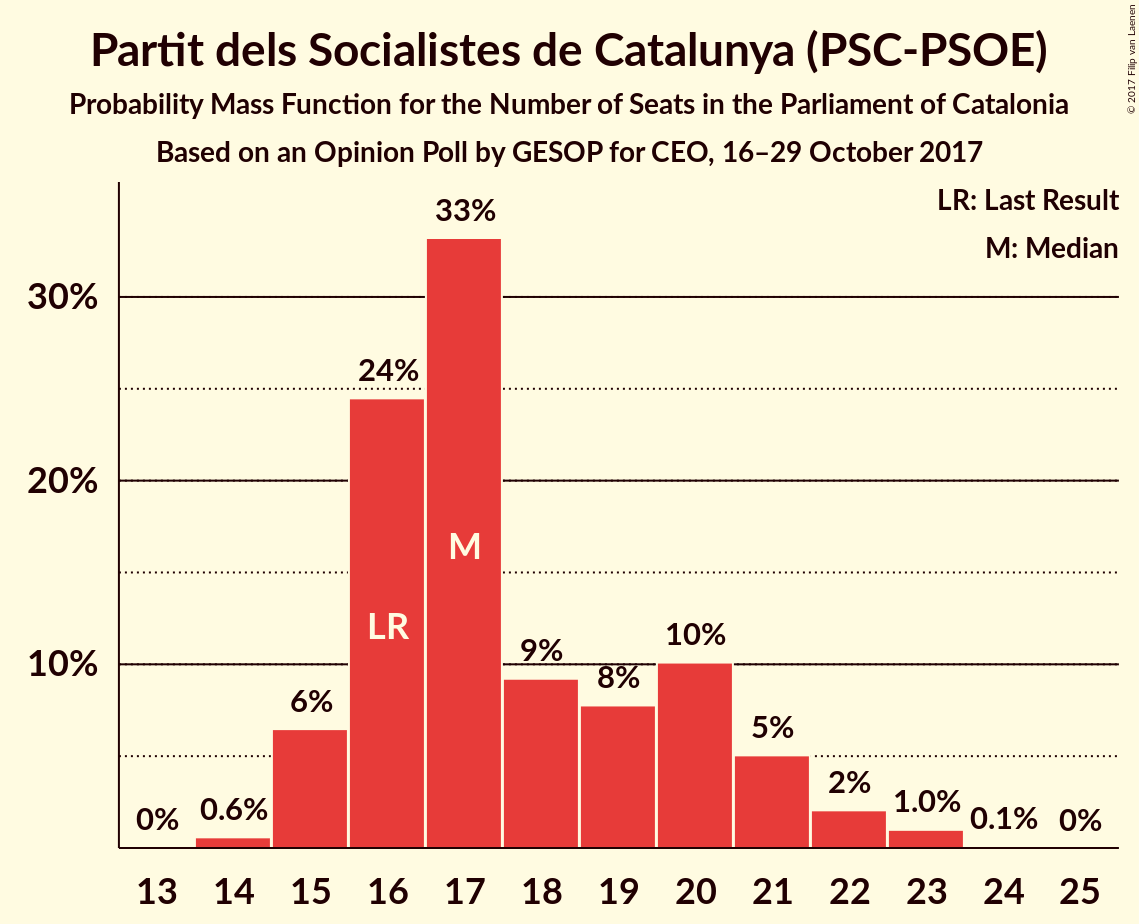 Partit dels Socialistes de Catalunya (PSC-PSOE)
Probability Mass Function for the Number of Seats in the Parliament of Catalonia
Based on an Opinion Poll by GESOP for CEO, 16–29 October 2017
© 2017 Filip van Laenen
LR: Last Result
M: Median
30%
20%
10%
0%
0.6%
6%
24%
33%
9%
8%
10%
5%
2%
1.0%
0.1%
0%
LR
M
13 14 15 16 17 18 19 20 21 22 23 24 25